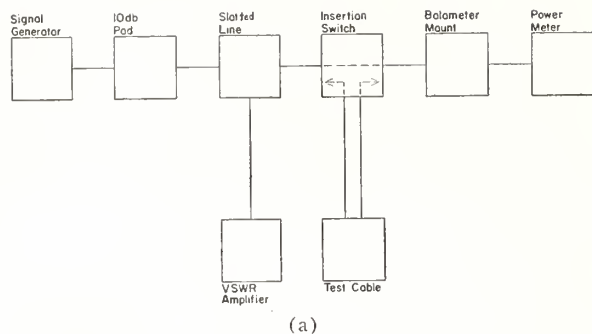 Signal
Generator
10db
Pad
Slotted
Line
Insertion
Switch
Bolometer
Mount
Power
Meter
VSWR
Amplifier
Test Cable
(a)